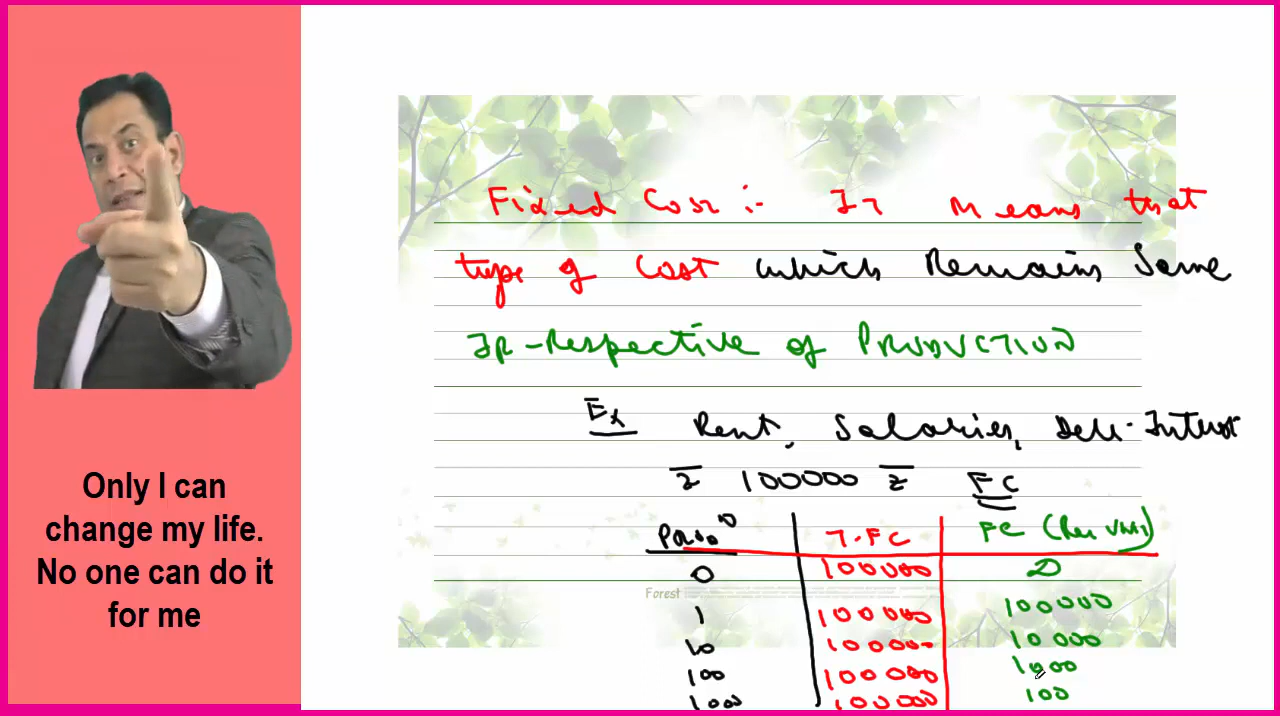 Only I can
change my life.
No one can do it
for me
Fixed Cost :- It Means that
type of Cost which Remains Same
IR-Respective of PRODUCTION
Ex Rent, Salaries, Interest
100000 FC
T.FC FC (Per Unit)
0 100000 0
Forest
1 100000 100000
10 100000 10000
100 100000 1000
1000 100000 100